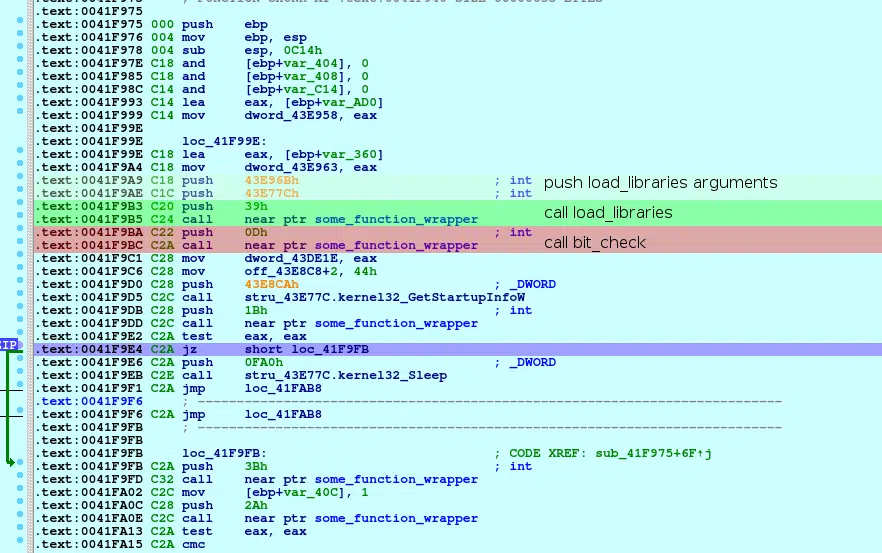 .text:0041F975
.text:0041F975 000 push ebp
.text:0041F976 004 mov ebp, esp
.text:0041F978 004 sub esp, 0C14h
.text:0041F97E C18 and [ebp+var_404], 0
.text:0041F985 C18 and [ebp+var_408], 0
.text:0041F98C C14 and [ebp+var_C14], 0
.text:0041F993 C14 lea eax, [ebp+var_AD0]
.text:0041F999 C14 mov dword_43E958, eax
.text:0041F99E
.text:0041F99E loc_41F99E:
.text:0041F99E C18 lea eax, [ebp+var_360]
.text:0041F9A4 C18 mov dword_43E963, eax
.text:0041F9A9 C18 push 43E96Bh ; int push load_libraries arguments
.text:0041F9AE C1C push 43E77Ch ; int
.text:0041F9B3 C20 push 39h
.text:0041F9B5 C24 call near ptr some_function_wrapper call load_libraries
.text:0041F9BA C22 push 0Dh ; int
.text:0041F9BC C2A call near ptr some_function_wrapper call bit_check
.text:0041F9C1 C28 mov dword_43DE1E, eax
.text:0041F9C6 C28 mov off_43E8C8+2, 44h
.text:0041F9D0 C28 push 43E8CAh ; _DWORD
.text:0041F9D5 C2C call stru_43E77C.kernel32_GetStartupInfoW
.text:0041F9DB C28 push 1Bh ; int
.text:0041F9DD C2C call near ptr some_function_wrapper
.text:0041F9E2 C2A test eax, eax
EIP .text:0041F9E4 C2A jz short loc_41F9FB
.text:0041F9E6 C2A push 0FA0h ; _DWORD
.text:0041F9EB C2E call stru_43E77C.kernel32_Sleep
.text:0041F9F1 C2A jmp loc_41FAB8
.text:0041F9F6 ; ---------------------------------------------------------------------------
.text:0041F9F6 C2A jmp loc_41FAB8
.text:0041F9FB ; ---------------------------------------------------------------------------
.text:0041F9FB
.text:0041F9FB loc_41F9FB: ; CODE XREF: sub_41F975+6F↑j
.text:0041F9FB C2A push 3Bh ; int
.text:0041F9FD C32 call near ptr some_function_wrapper
.text:0041FA02 C2C mov [ebp+var_40C], 1
.text:0041FA0C C28 push 2Ah
.text:0041FA0E C2C call near ptr some_function_wrapper
.text:0041FA13 C2A test eax, eax
.text:0041FA15 C2A cmc